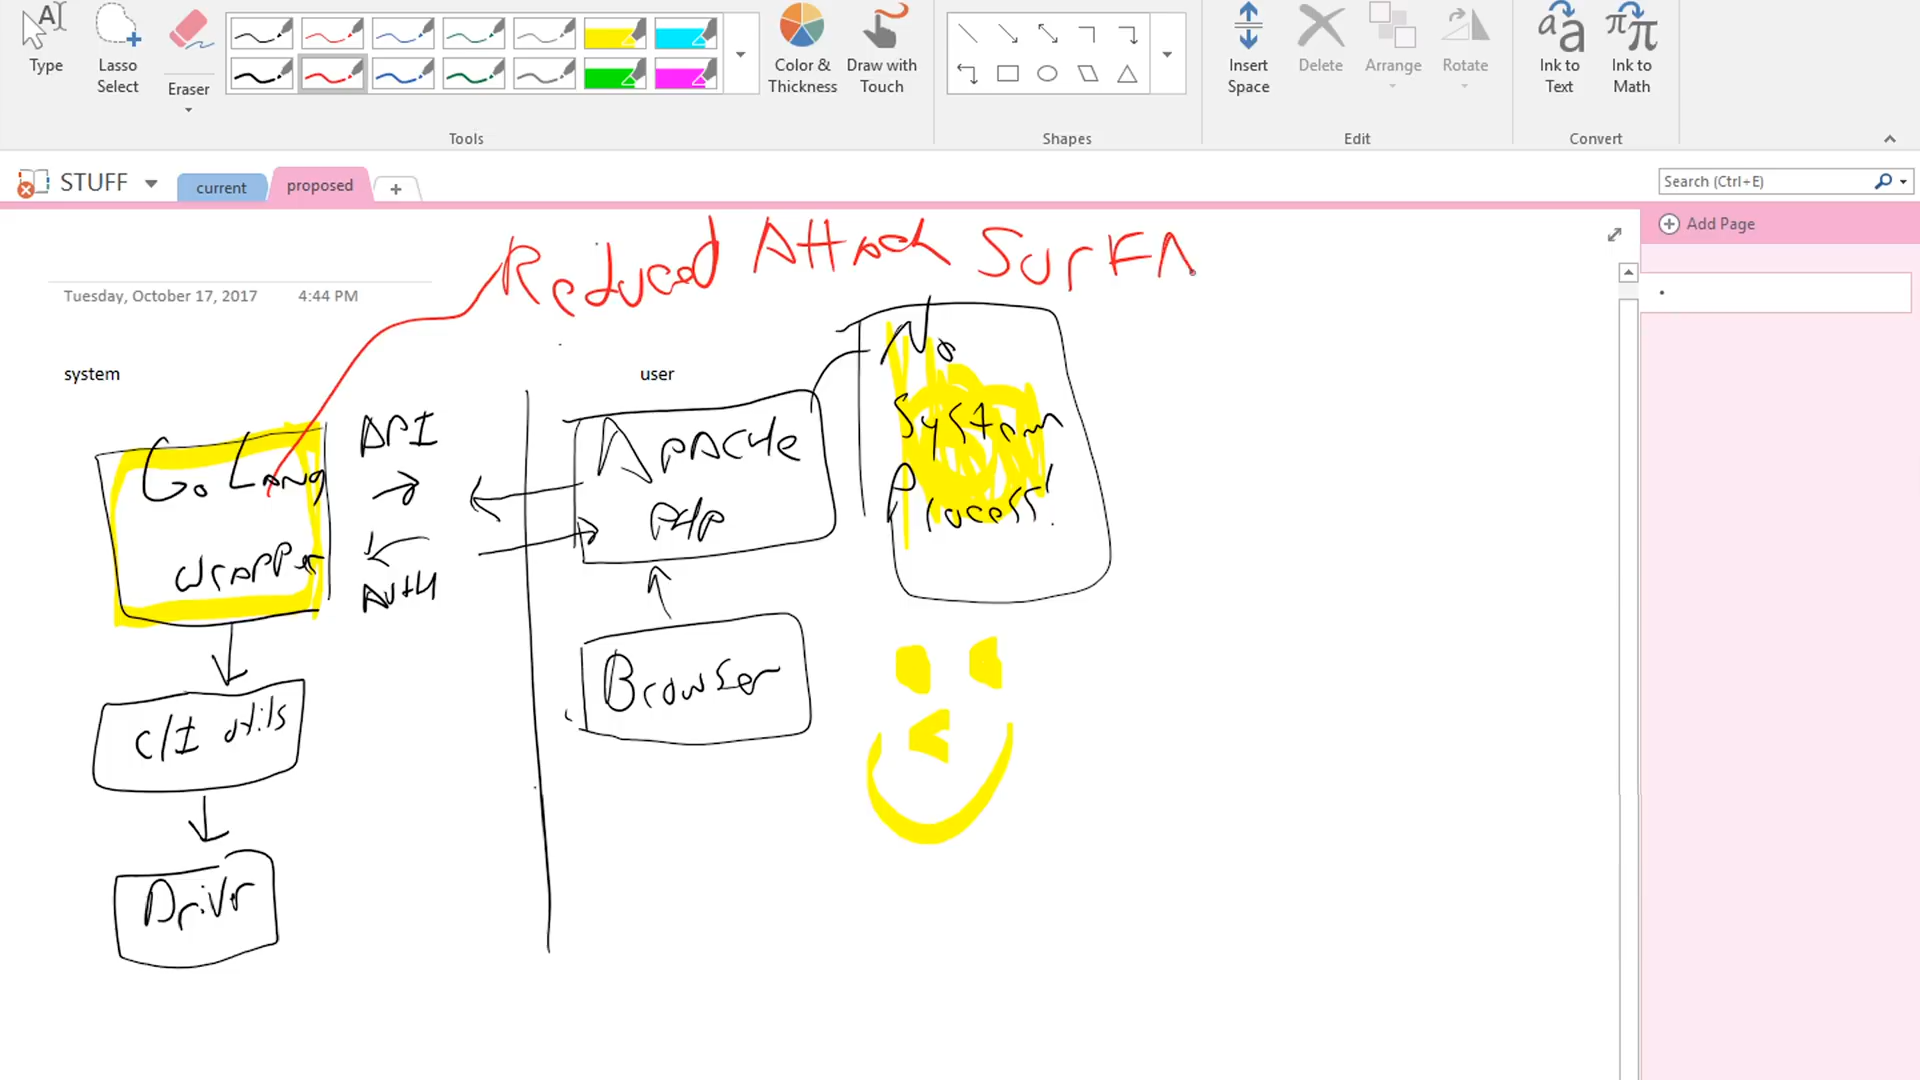 Type
Lasso
Select
Eraser
Color &
Thickness
Draw with
Touch
Insert
Space
Delete
Arrange
Rotate
Ink to
Text
Ink to
Math
Tools
Shapes
Edit
Convert
STUFF
current
proposed
Search (Ctrl+E)
Add Page
Reduced Attack SurFA
Tuesday, October 17, 2017 4:44 PM
system
user
No
System
Process!
Go Lang
wrapper
API
Auth
APACHe
PHP
Browser
C/I utils
Driver